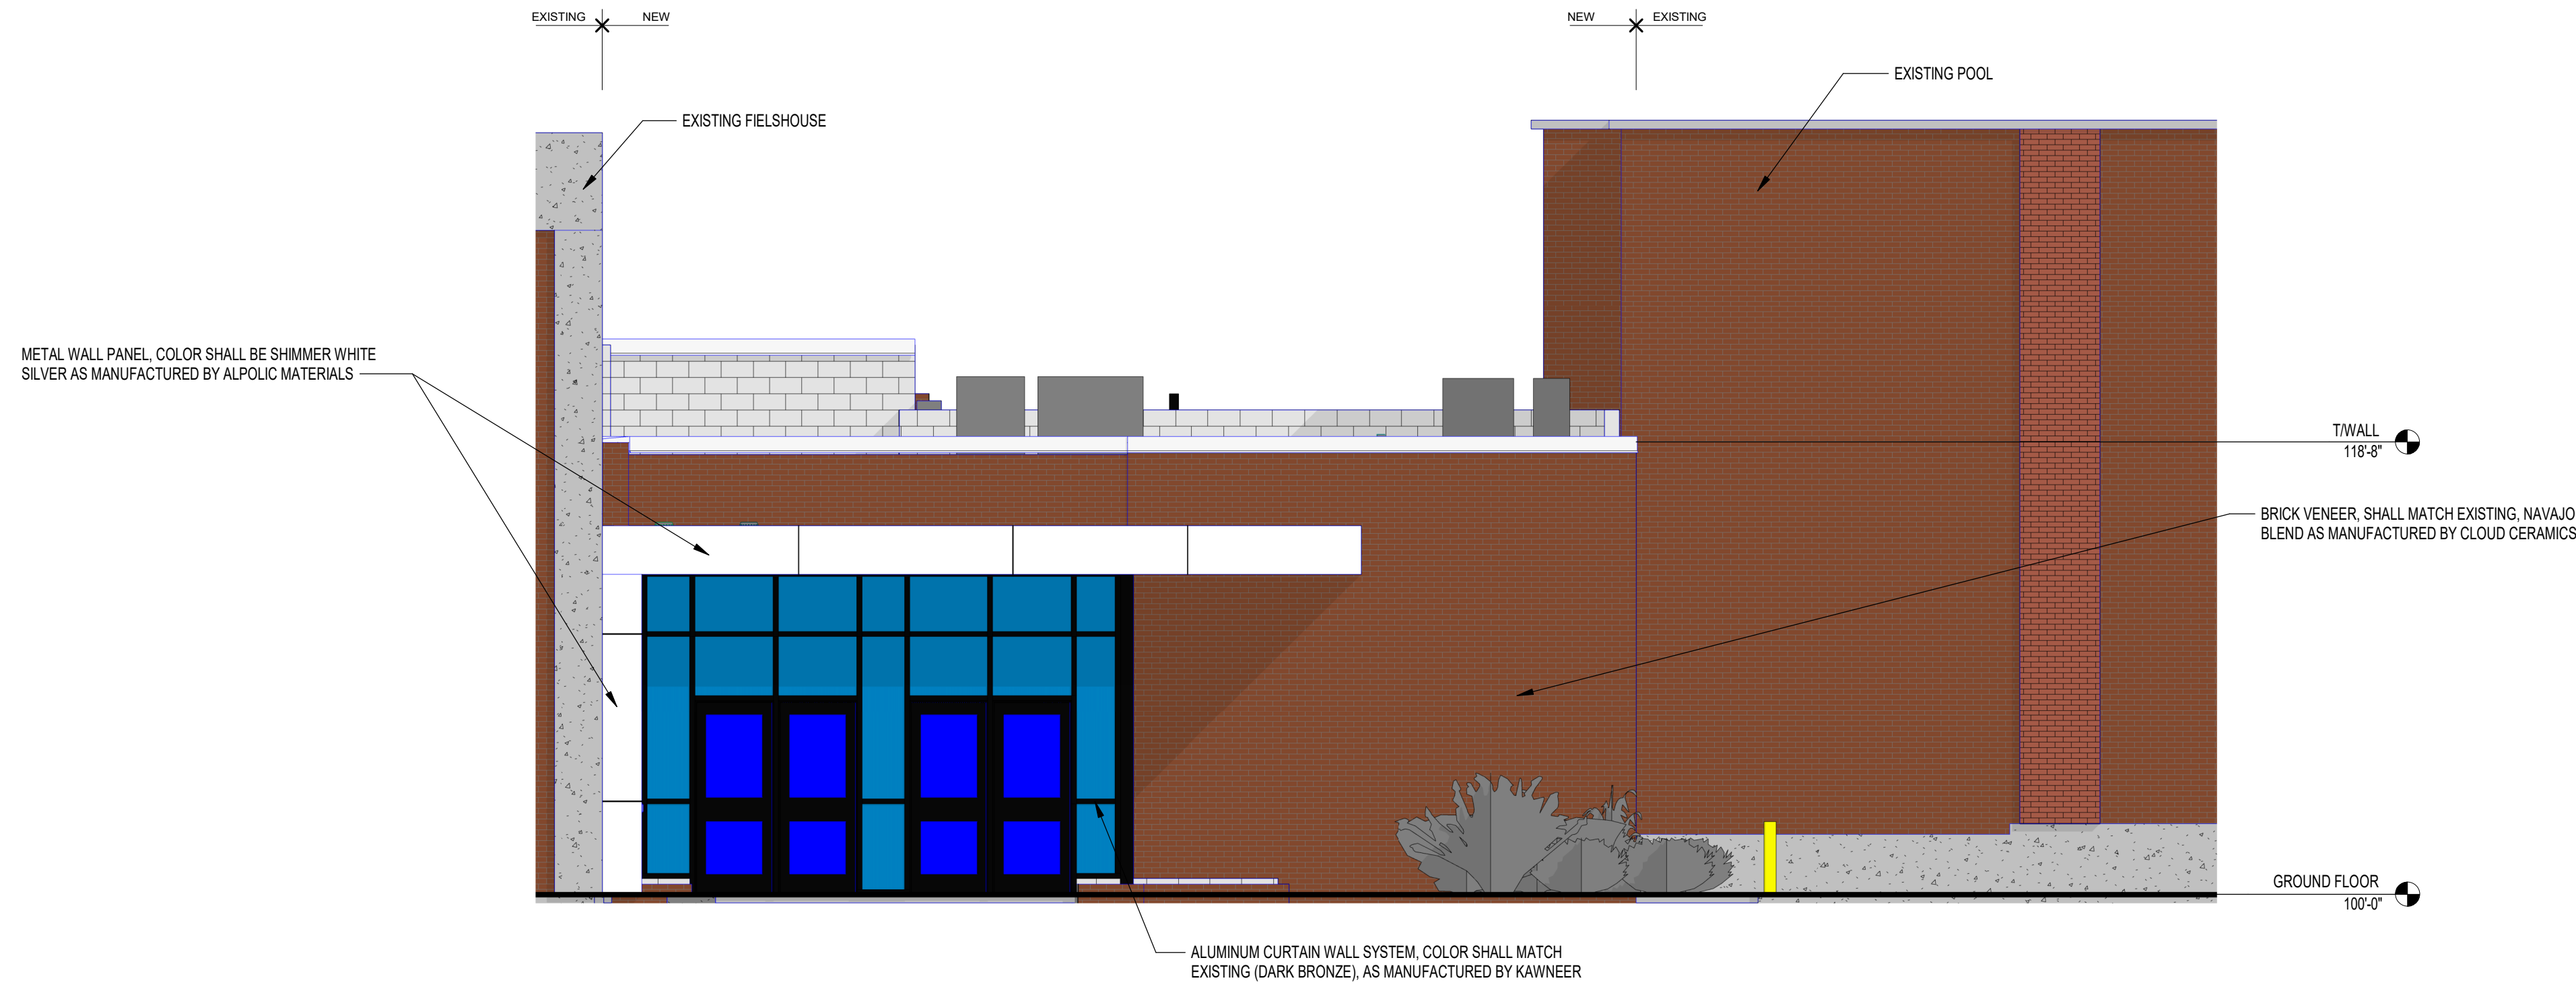 EXISTING NEW
NEW EXISTING
EXISTING POOL
EXISTING FIELSHOUSE
METAL WALL PANEL, COLOR SHALL BE SHIMMER WHITE
SILVER AS MANUFACTURED BY ALPOLIC MATERIALS
T/WALL
118'-8"
BRICK VENEER, SHALL MATCH EXISTING, NAVAJO
BLEND AS MANUFACTURED BY CLOUD CERAMICS
GROUND FLOOR
100'-0"
ALUMINUM CURTAIN WALL SYSTEM, COLOR SHALL MATCH
EXISTING (DARK BRONZE), AS MANUFACTURED BY KAWNEER